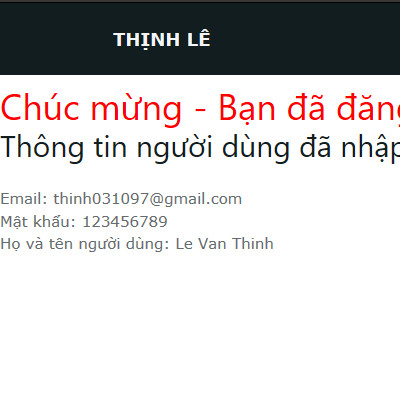 THỊNH LÊ
Chúc mừng - Bạn đã đăng
Thông tin người dùng đã nhập
Email: thinh031097@gmail.com
Mật khẩu: 123456789
Họ và tên người dùng: Le Van Thinh